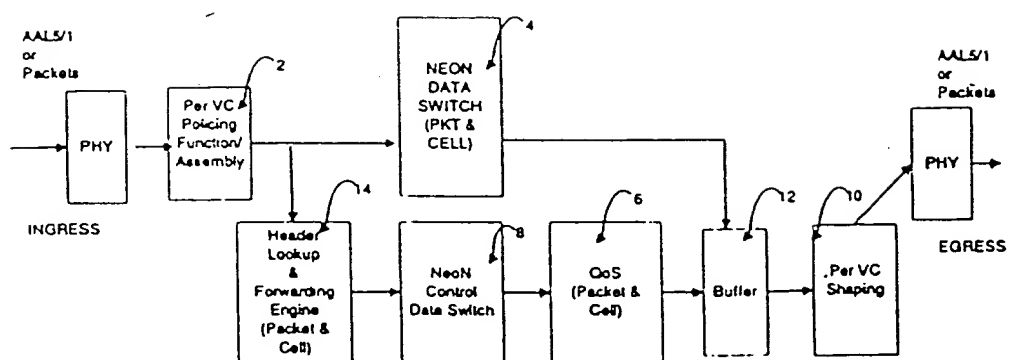 AAL5/1
or
Packets
PHY
INGRESS
2
Per VC
Policing
Function/
Assembly
4
NEON
DATA
SWITCH
(PKT &
CELL)
14
Header
Lookup
&
Forwarding
Engine
(Packet &
Cell)
8
NeoN
Control
Data Switch
6
QoS
(Packet &
Cell)
12
Buffer
10
Per VC
Shaping
AAL5/1
or
Packets
PHY
EGRESS